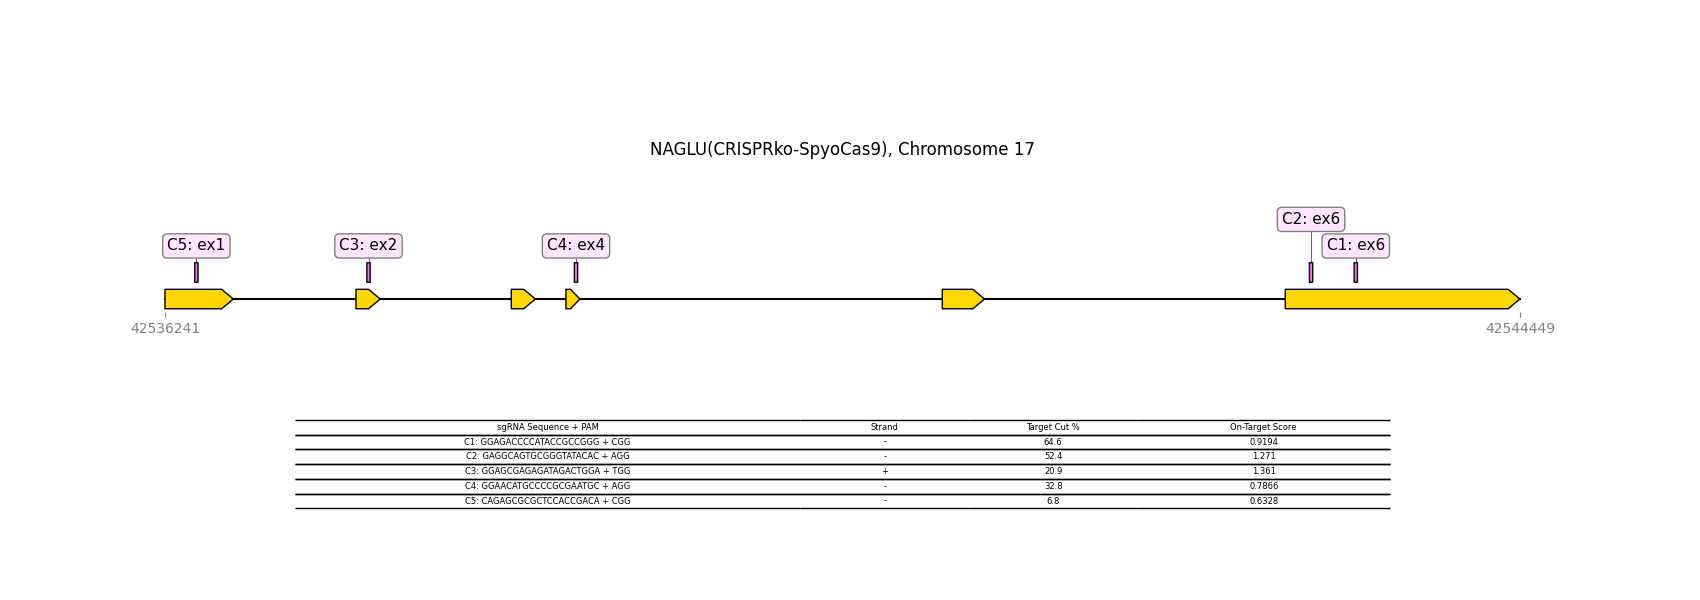 NAGLU(CRISPRko-SpyoCas9), Chromosome 17
C2: ex6
C5: ex1 C3: ex2 C4: ex4 C1: ex6
42536241 42544449
sgRNA Sequence + PAM Strand Target Cut % On-Target Score
C1: GGAGACCCCATACCGCCGGG + CGG - 64.6 0.9194
C2: GAGGCAGTGCGGGTATACAC + AGG - 52.4 1.271
C3: GGAGCGAGAGATAGACTGGA + TGG + 20.9 1.361
C4: GGAACATGCCCCGCGAATGC + AGG - 32.8 0.7866
C5: CAGAGCGCGCTCCACCGACA + CGG - 6.8 0.6328